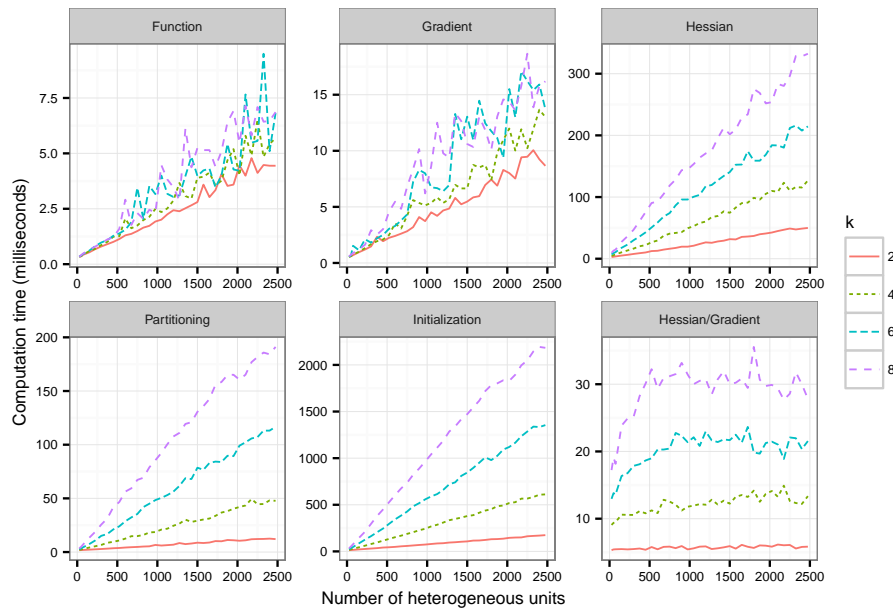 Function Gradient Hessian
7.5
5.0
2.5
0.0
15
10
5
0
300
200
100
0
0 500 1000 1500 2000 2500
0 500 1000 1500 2000 2500
0 500 1000 1500 2000 2500
Partitioning Initialization Hessian/Gradient
200
150
100
50
0
2000
1500
1000
500
0
30
20
10
0 500 1000 1500 2000 2500
0 500 1000 1500 2000 2500
0 500 1000 1500 2000 2500
Computation time (milliseconds)
Number of heterogeneous units
k
2
4
6
8